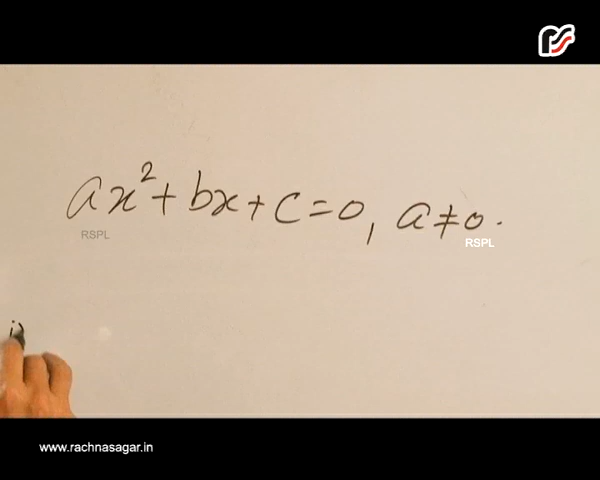 ax²+bx+c=0, a≠0.
RSPL
RSPL
i)
www.rachnasagar.in